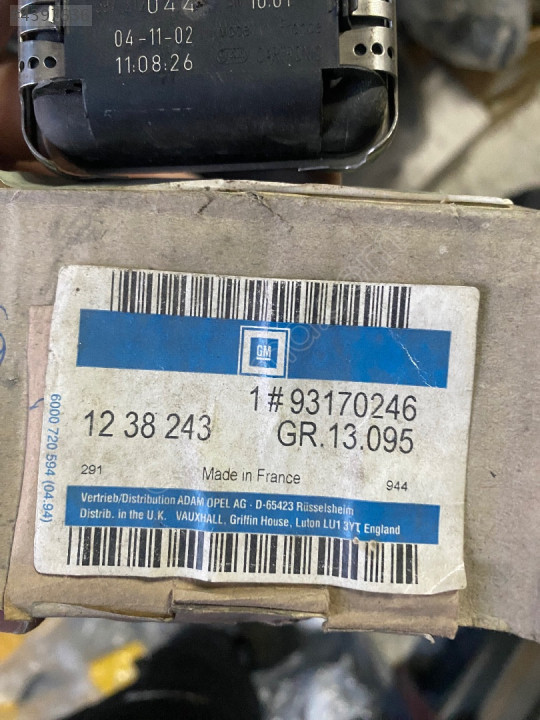 044 10.01
04-11-02
11:08:26
GM
1 # 93170246
12 38 243 GR.13.095
291 Made in France 944
Vertrieb/Distribution ADAM OPEL AG - D-65423 Rüsselsheim
Distrib. in the U.K. VAUXHALL, Griffin House, Luton LU1 3YT England
6000 720 594 (04.94)